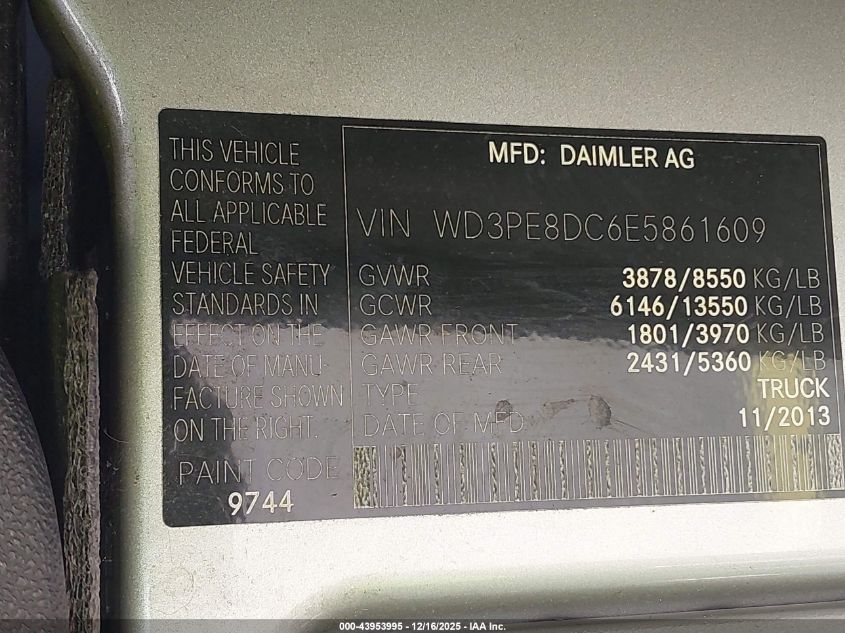 THIS VEHICLE
CONFORMS TO
ALL APPLICABLE
FEDERAL
VEHICLE SAFETY
STANDARDS IN
EFFECT ON THE
DATE OF MANU-
FACTURE SHOWN
ON THE RIGHT.
PAINT CODE
9744
MFD: DAIMLER AG
VIN WD3PE8DC6E5861609
GVWR 3878/8550 KG/LB
GCWR 6146/13550 KG/LB
GAWR FRONT 1801/3970 KG/LB
GAWR REAR 2431/5360 KG/LB
TYPE TRUCK
DATE OF MFD 11/2013
000-43953995 - 12/16/2025 - IAA Inc.